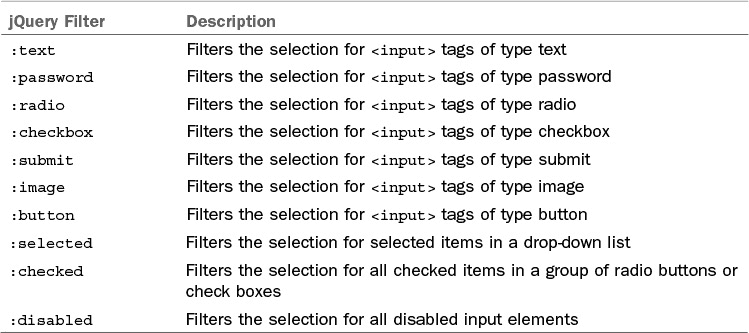 jQuery Filter Description
:text Filters the selection for <input> tags of type text
:password Filters the selection for <input> tags of type password
:radio Filters the selection for <input> tags of type radio
:checkbox Filters the selection for <input> tags of type checkbox
:submit Filters the selection for <input> tags of type submit
:image Filters the selection for <input> tags of type image
:button Filters the selection for <input> tags of type button
:selected Filters the selection for selected items in a drop-down list
:checked Filters the selection for all checked items in a group of radio buttons or
check boxes
:disabled Filters the selection for all disabled input elements